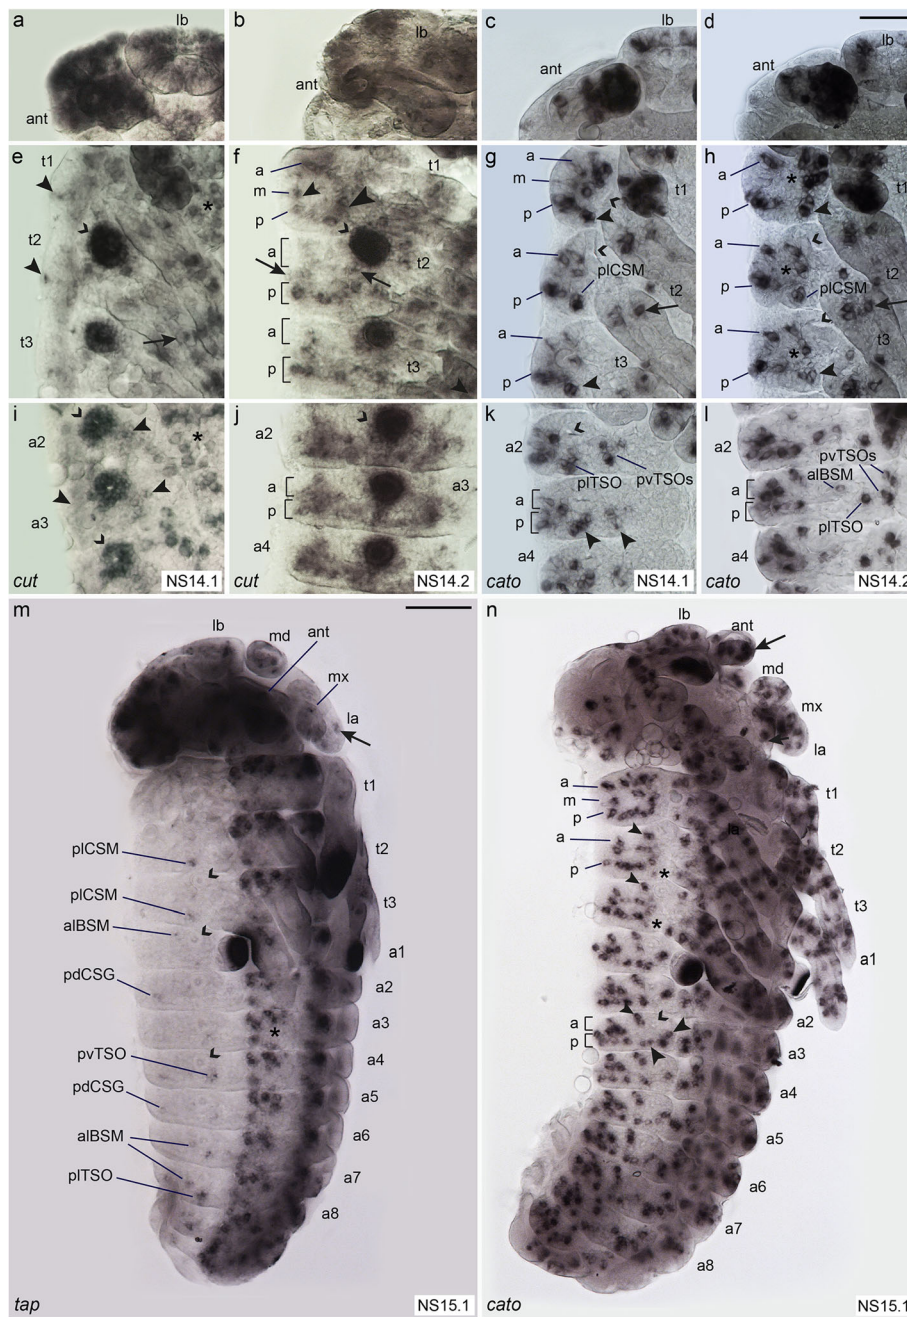 a
lb
ant
b
lb
ant
c
lb
ant
d
lb
ant
e
t1
*
t2
t3
f
a
m
p
t1
a
t2
p
a
p
t3
g
a
m
t1
p
a
plCSM
t2
p
a
t3
p
h
a
*
t1
p
a
*
plCSM
t2
p
a
*
t3
p
i
a2
*
a3
cut
NS14.1
j
a2
a
p
a3
a4
cut
NS14.2
k
a2
plTSO
pvTSOs
a
p
a3
a4
cato
NS14.1
l
a2
pvTSOs
alBSM
a
p
a3
plTSO
a4
cato
NS14.2
m
lb
md
ant
mx
la
t1
t2
plCSM
t3
plCSM
alBSM
a1
pdCSG
a2
*
a3
pvTSO
a4
pdCSG
a5
alBSM
a6
plTSO
a7
a8
tap
NS15.1
n
lb
ant
md
mx
la
a
m
p
t1
a
la
t2
p
*
t3
*
a1
a
p
a2
a3
a4
a5
a6
a7
a8
cato
NS15.1